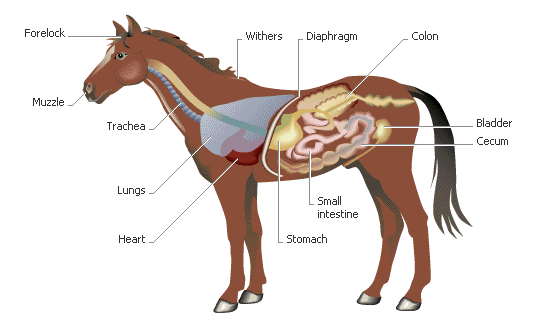 Forelock
Withers
Diaphragm
Colon
Muzzle
Trachea
Bladder
Cecum
Lungs
Small
intestine
Heart
Stomach